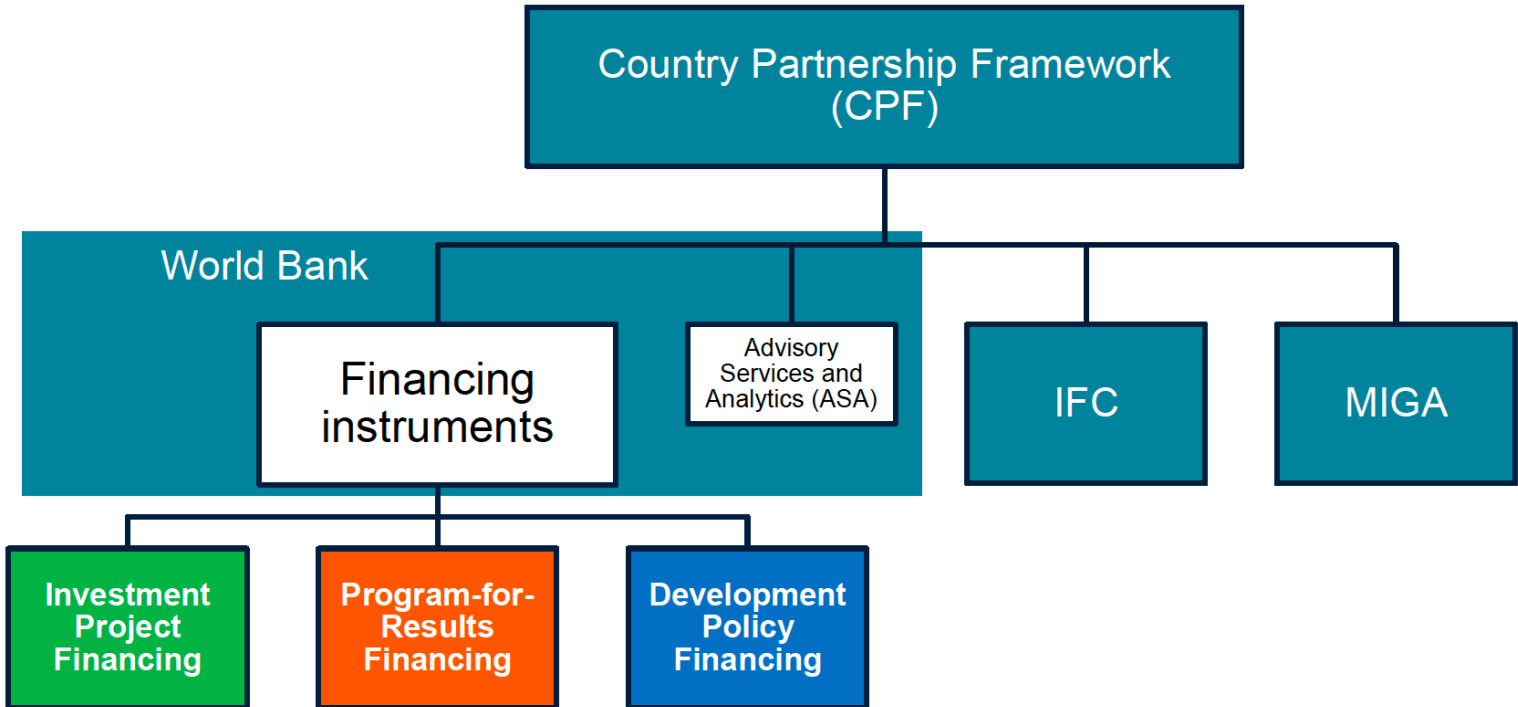 Country Partnership Framework
(CPF)
World Bank
Financing
instruments
Advisory
Services and
Analytics (ASA)
IFC
MIGA
Investment
Project
Financing
Program-for-
Results
Financing
Development
Policy
Financing